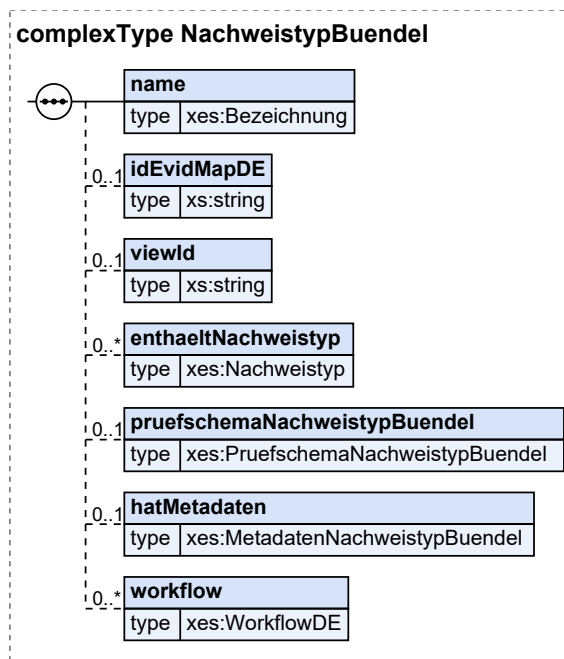 complexType NachweistypBuendel
name
type xes:Bezeichnung
0..1 idEvidMapDE
type xs:string
0..1 viewId
type xs:string
0..* enthaeltNachweistyp
type xes:Nachweistyp
0..1 pruefschemaNachweistypBuendel
type xes:PruefschemaNachweistypBuendel
0..1 hatMetadaten
type xes:MetadatenNachweistypBuendel
0..* workflow
type xes:WorkflowDE